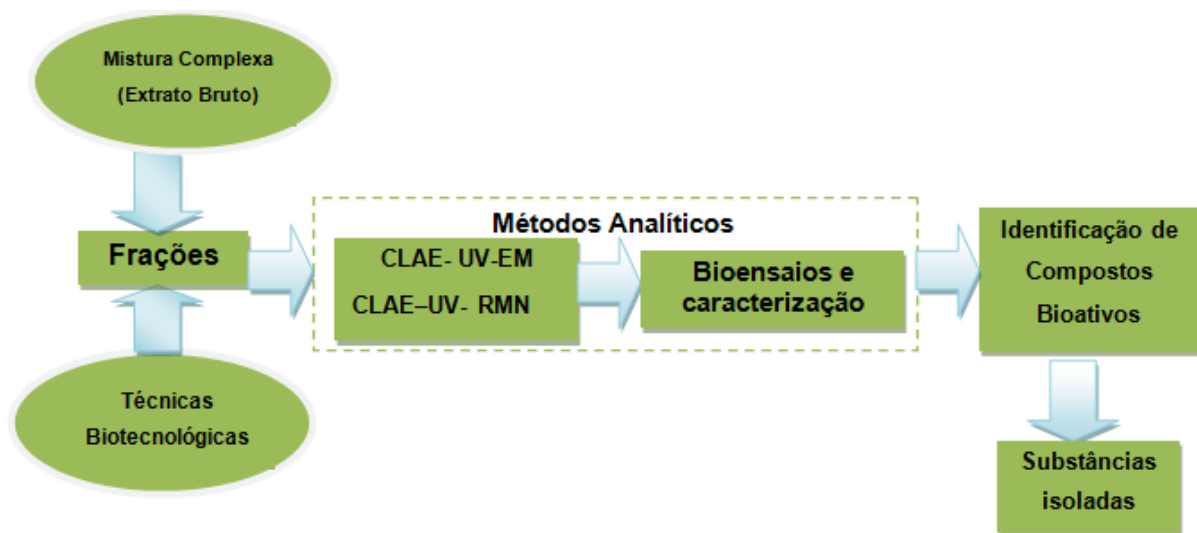 Mistura Complexa
(Extrato Bruto)
Frações
Técnicas
Biotecnológicas
Métodos Analíticos
CLAE- UV-EM
CLAE–UV- RMN
Bioensaios e
caracterização
Identificação de
Compostos
Bioativos
Substâncias
isoladas